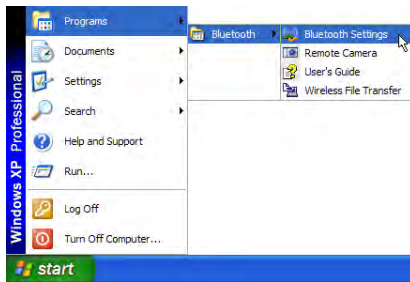 Programs
Documents
Settings
Search
Help and Support
Run...
Log Off
Turn Off Computer...
Windows XP Professional
start
Bluetooth
Bluetooth Settings
Remote Camera
User's Guide
Wireless File Transfer